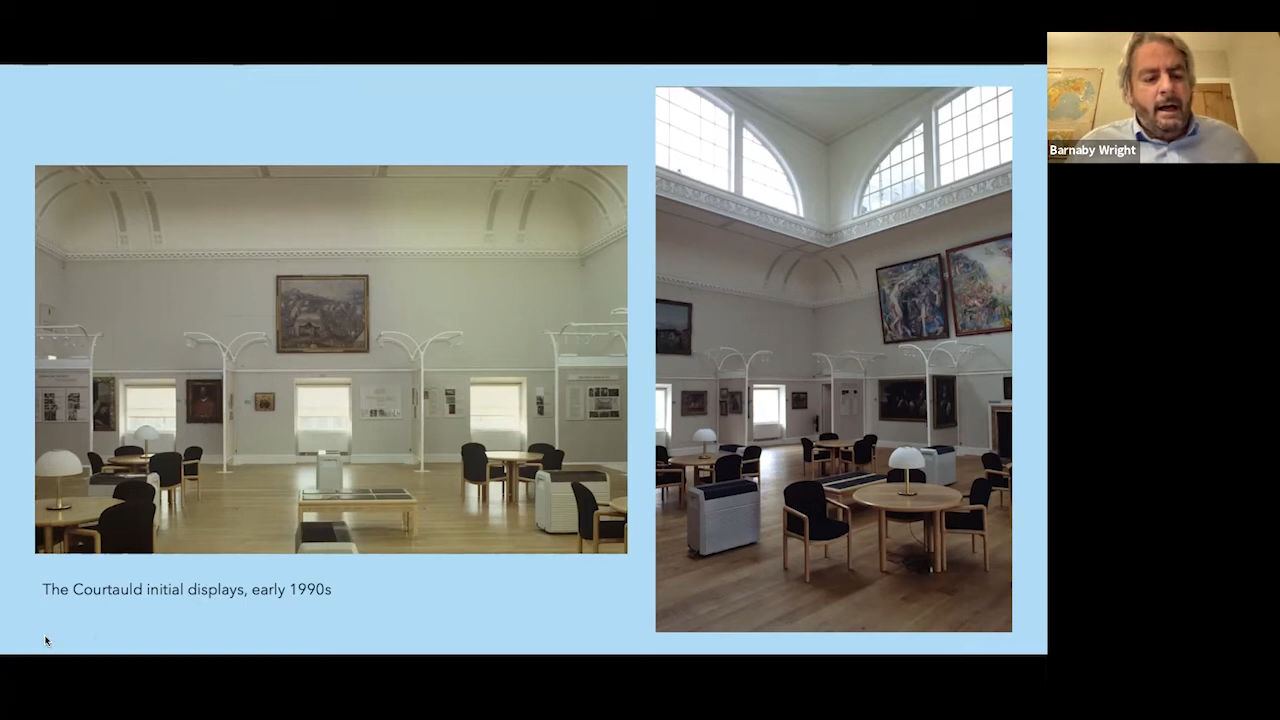 Barnaby Wright
The Courtauld initial displays, early 1990s